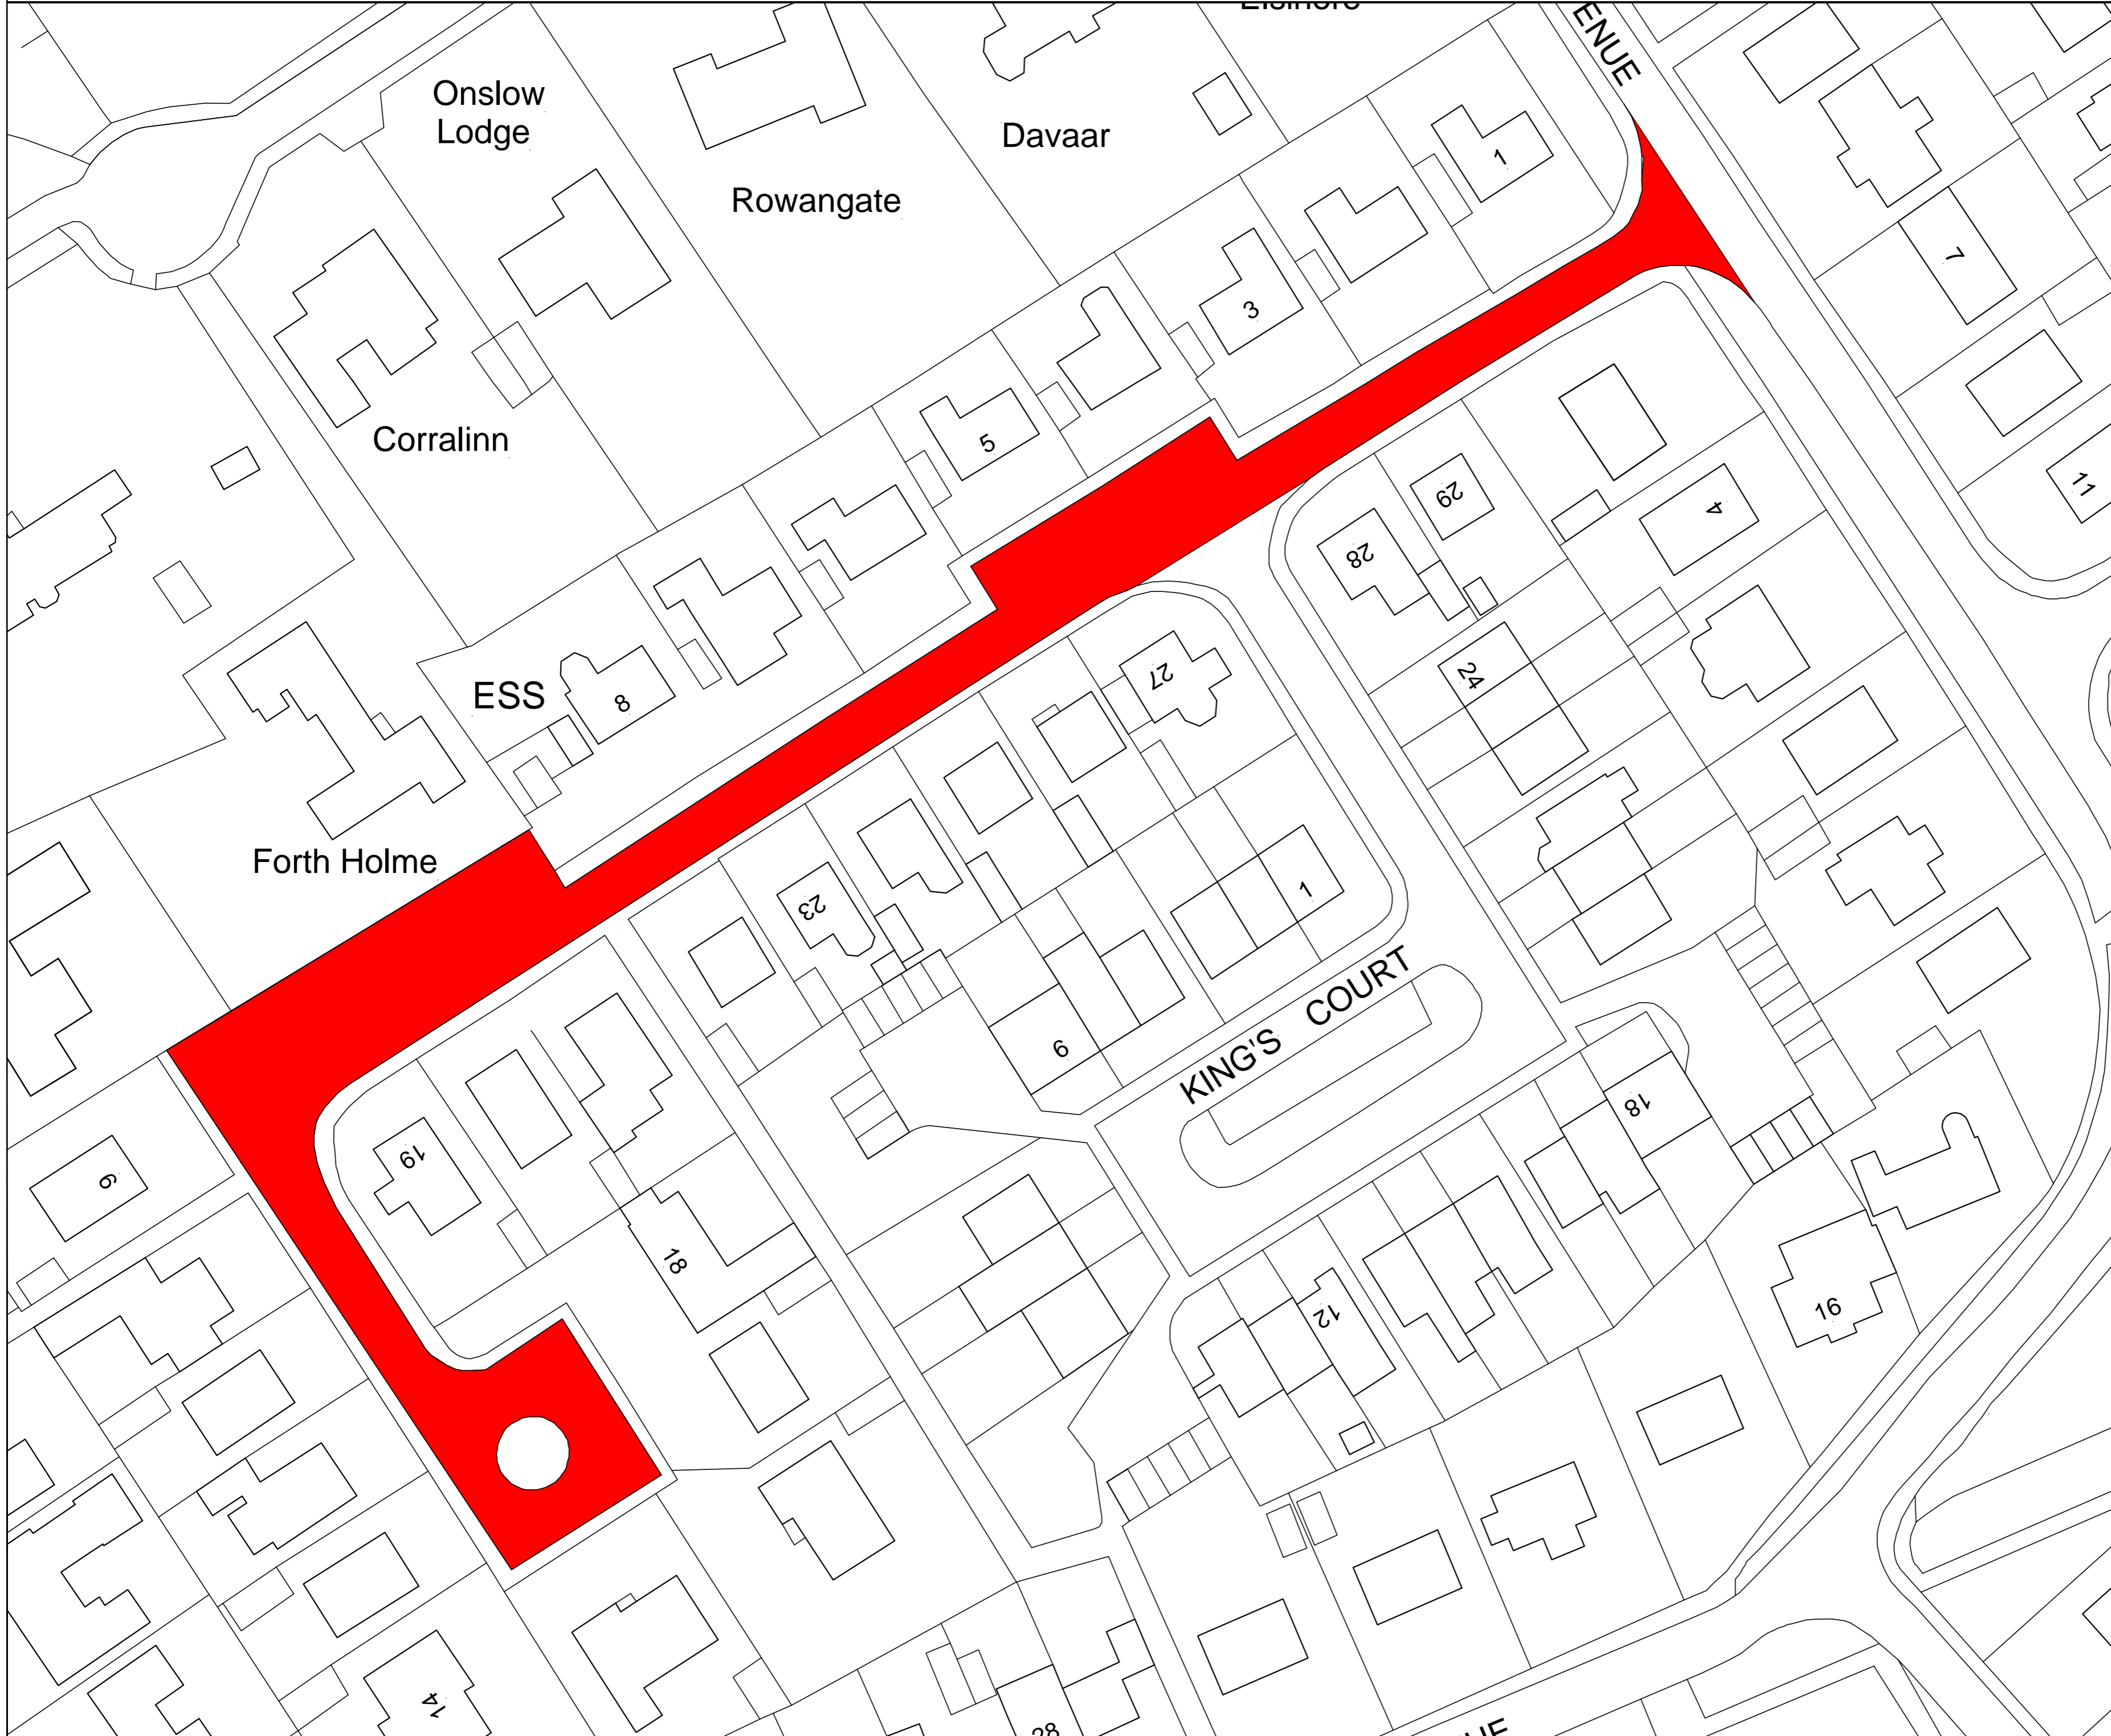 ENUE
Onslow
Lodge
Davaar
1
Rowangate
7
3
5
Corralinn
11
29
4
28
ESS
8
27
24
Forth Holme
1
23
KING'S COURT
9
18
19
6
18
12
16
14
28